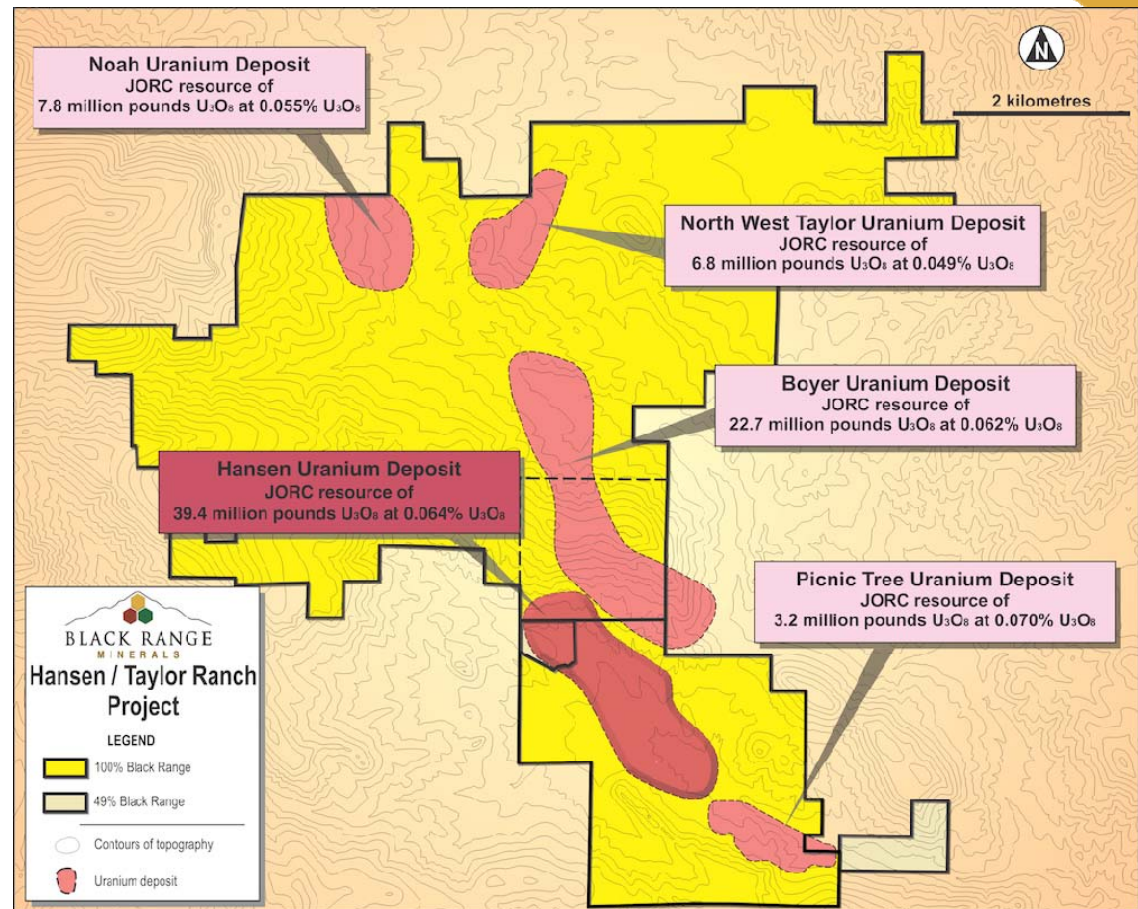 Noah Uranium Deposit
JORC resource of
7.8 million pounds U₃O₈ at 0.055% U₃O₈
N
2 kilometres
North West Taylor Uranium Deposit
JORC resource of
6.8 million pounds U₃O₈ at 0.049% U₃O₈
Boyer Uranium Deposit
JORC resource of
22.7 million pounds U₃O₈ at 0.062% U₃O₈
Hansen Uranium Deposit
JORC resource of
39.4 million pounds U₃O₈ at 0.064% U₃O₈
Picnic Tree Uranium Deposit
JORC resource of
3.2 million pounds U₃O₈ at 0.070% U₃O₈
BLACK RANGE
MINERALS
Hansen / Taylor Ranch
Project
LEGEND
100% Black Range
49% Black Range
Contours of topography
Uranium deposit